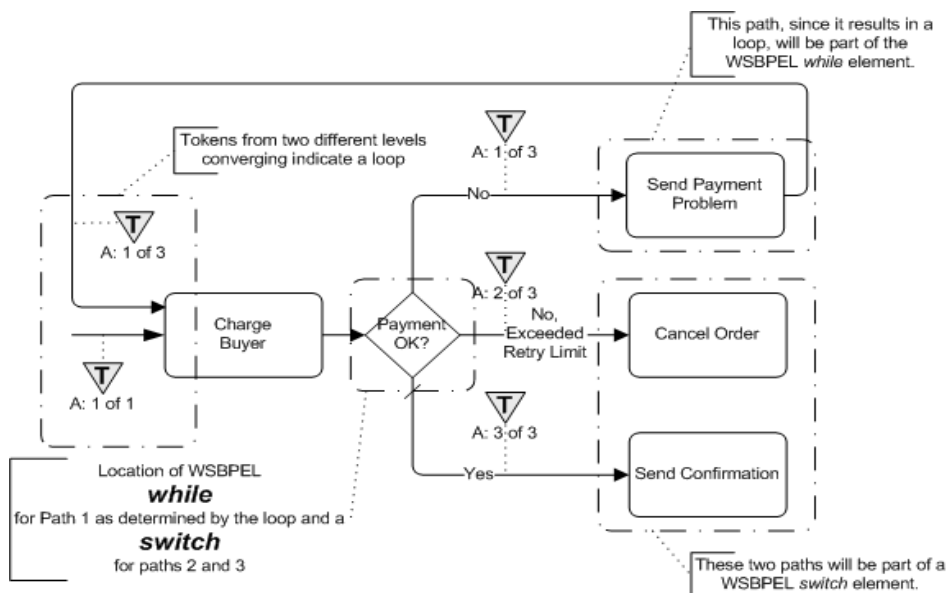 This path, since it results in a
loop, will be part of the
WSBPEL while element.
Tokens from two different levels
converging indicate a loop
T
A: 1 of 3
No
Send Payment
Problem
T
A: 1 of 3
T
A: 2 of 3
Charge
Buyer
Payment
OK?
No,
Exceeded
Retry Limit
Cancel Order
T
A: 1 of 1
T
A: 3 of 3
Yes
Send Confirmation
Location of WSBPEL
while
for Path 1 as determined by the loop and a
switch
for paths 2 and 3
These two paths will be part of a
WSBPEL switch element.